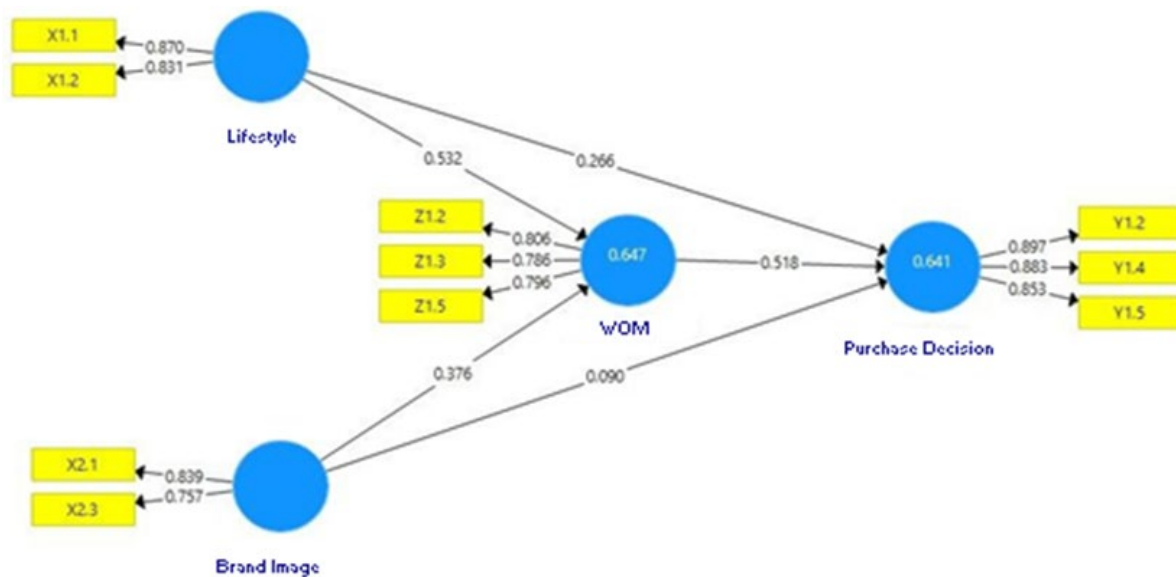 X1.1
0.870
X1.2
0.831
Lifestyle
0.532
0.266
Z1.2
0.806
Z1.3
0.786
Z1.5
0.796
0.647
WOM
0.518
0.641
Purchase Decision
Y1.2
0.897
Y1.4
0.883
Y1.5
0.853
0.376
0.090
X2.1
0.839
X2.3
0.757
Brand Image